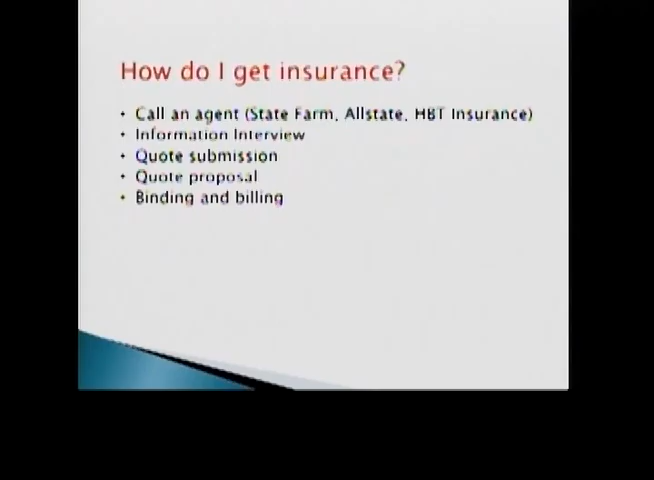 How do I get insurance?
• Call an agent (State Farm, Allstate, HBT Insurance)
• Information Interview
• Quote submission
• Quote proposal
• Binding and billing